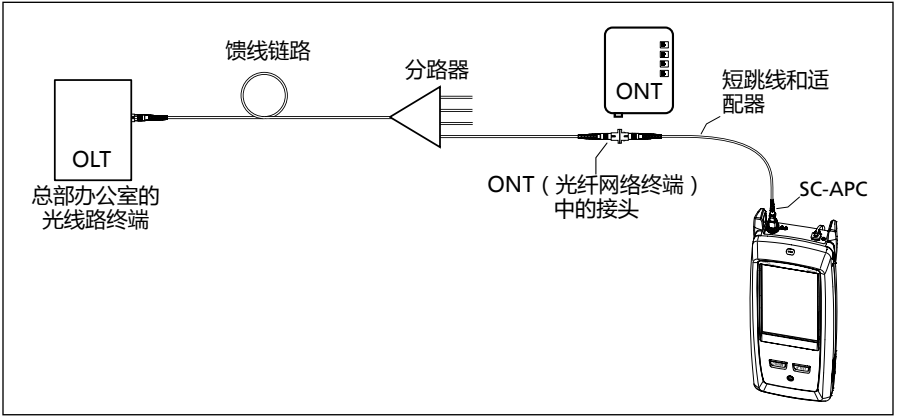 馈线链路
分路器
ONT
短跳线和适
配器
OLT
总部办公室的
光线路终端
ONT（光纤网络终端）
中的接头
SC-APC